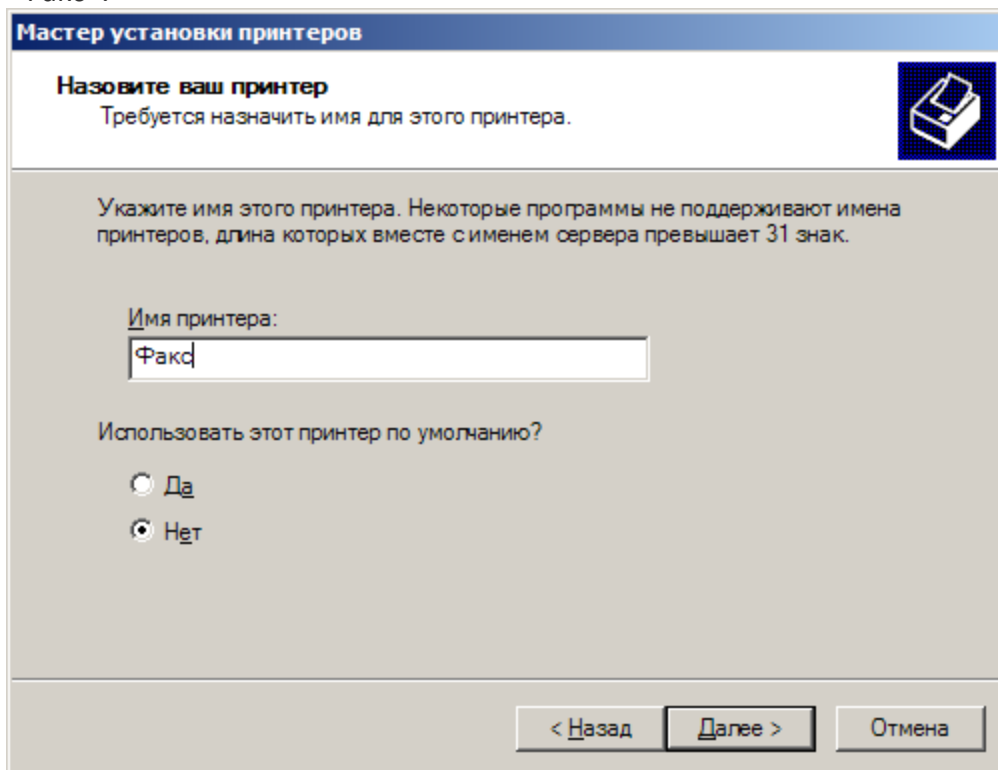 Мастер установки принтеров
Назовите ваш принтер
Требуется назначить имя для этого принтера.
Укажите имя этого принтера. Некоторые программы не поддерживают имена
принтеров, длина которых вместе с именем сервера превышает 31 знак.
Имя принтера:
Факс
Использовать этот принтер по умолчанию?
Да
Нет
< Назад Далее > Отмена